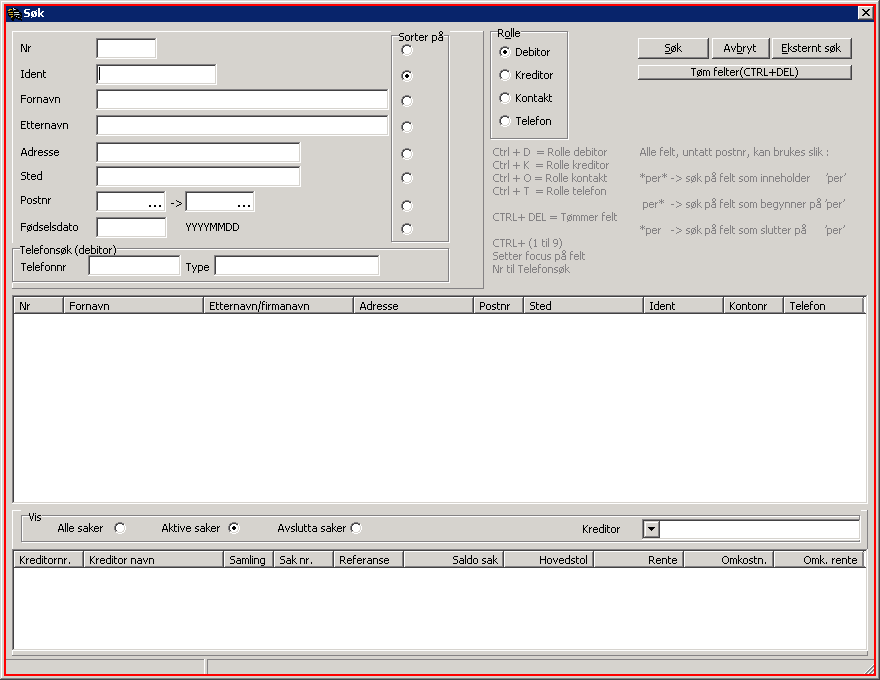 Søk
Nr
Ident
Fornavn
Etternavn
Adresse
Sted
Postnr ... -> ...
Fødselsdato YYYYMMDD
Sorter på
Telefonsøk (debitor)
Telefonnr Type
Rolle
Debitor
Kreditor
Kontakt
Telefon
Søk Avbryt Eksternt søk
Tøm felter(CTRL+DEL)
Ctrl + D = Rolle debitor
Ctrl + K = Rolle kreditor
Ctrl + O = Rolle kontakt
Ctrl + T = Rolle telefon
CTRL+ DEL = Tømmer felt
CTRL+ (1 til 9)
Setter focus på felt
Nr til Telefonsøk
Alle felt, untatt postnr, kan brukes slik :
*per* -> søk på felt som inneholder 'per'
per* -> søk på felt som begynner på 'per'
*per -> søk på felt som slutter på 'per'
Nr Fornavn Etternavn/firmanavn Adresse Postnr Sted Ident Kontonr Telefon
Vis
Alle saker Aktive saker Avslutta saker Kreditor
Kreditornr. Kreditor navn Samling Sak nr. Referanse Saldo sak Hovedstol Rente Omkostn. Omk. rente